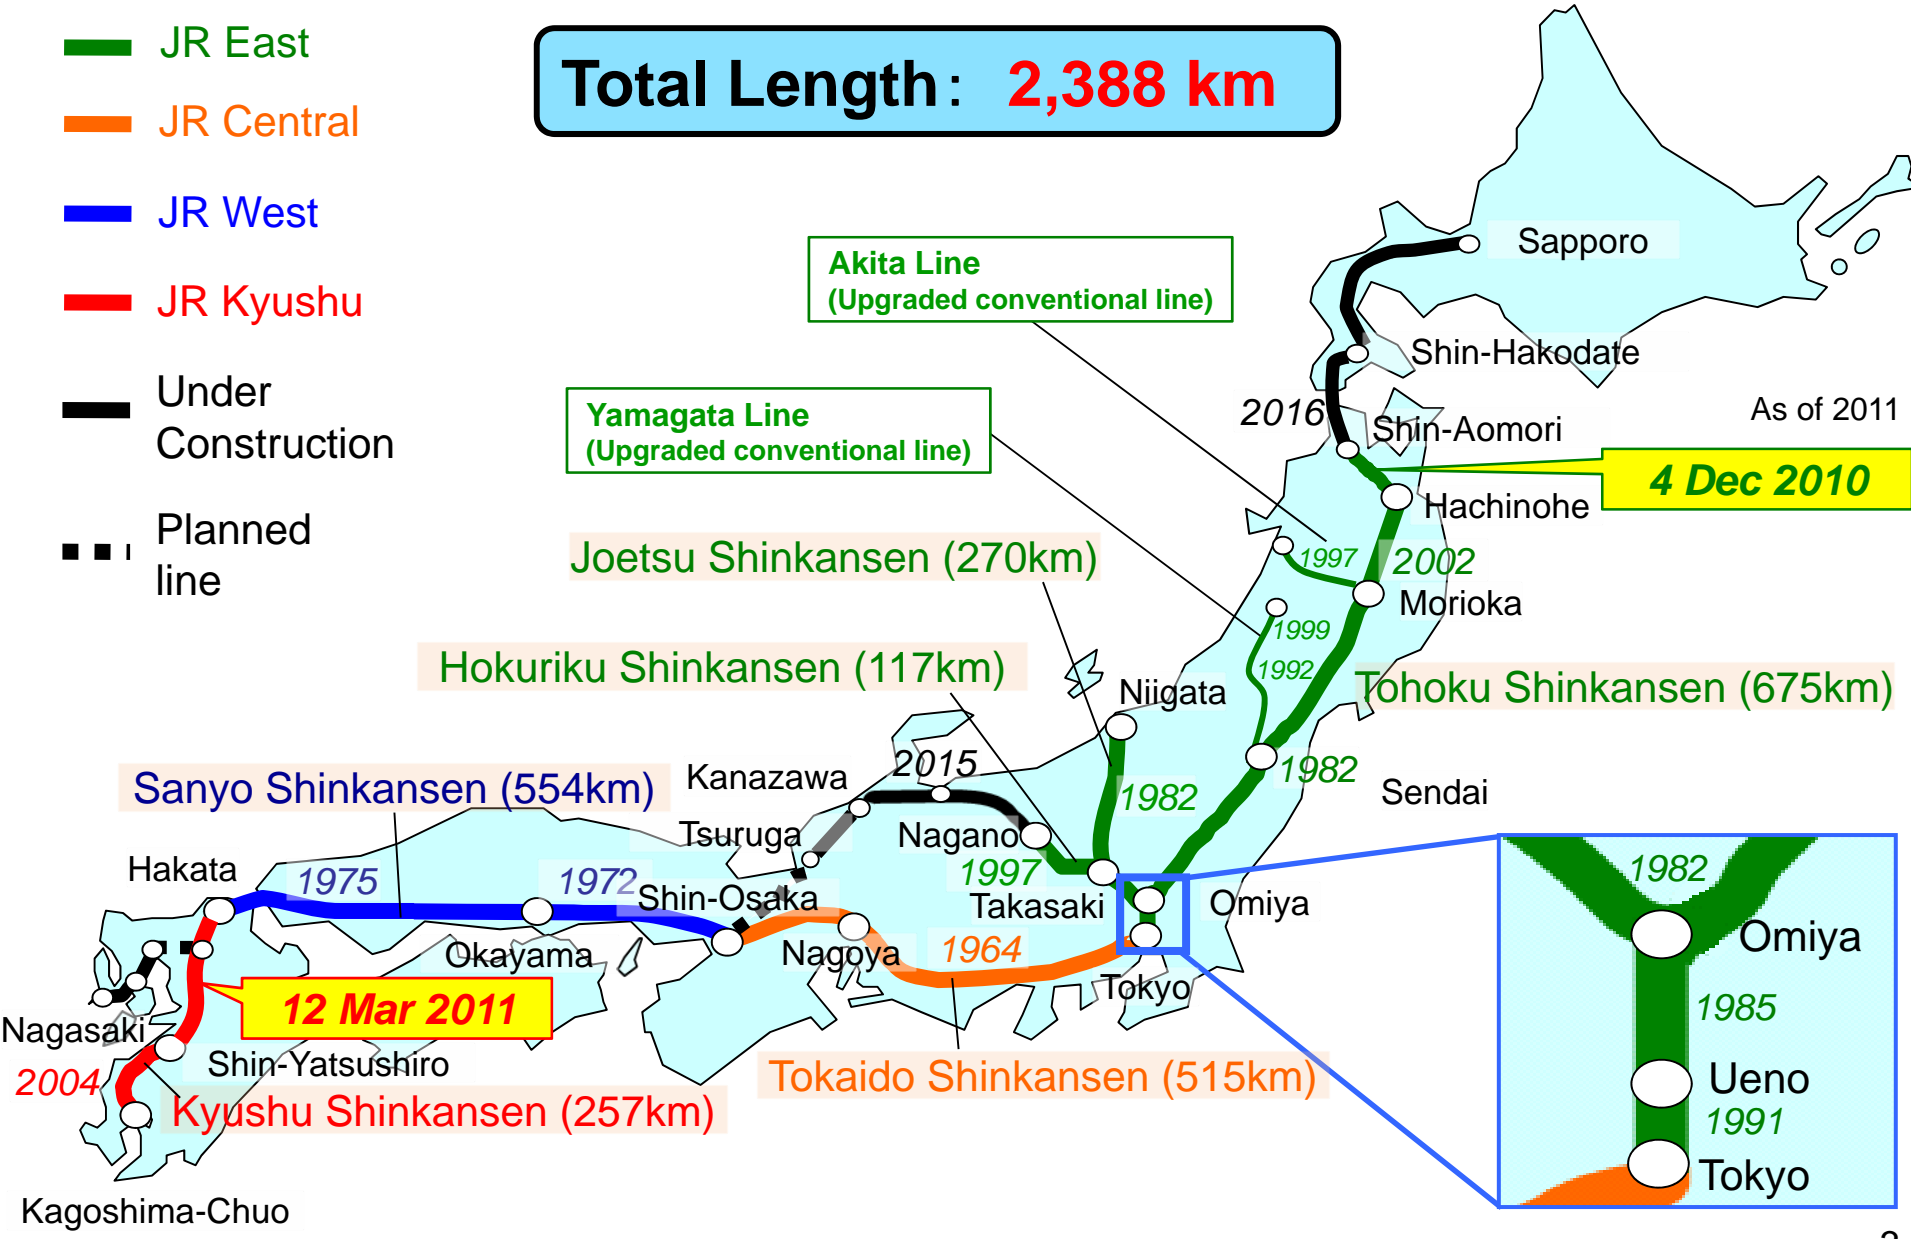 JR East
JR Central
JR West
JR Kyushu
Under
Construction
Planned
line
Total Length： 2,388 km
Akita Line
(Upgraded conventional line)
Yamagata Line
(Upgraded conventional line)
Sapporo
Shin-Hakodate
2016
Shin-Aomori
As of 2011
4 Dec 2010
Hachinohe
Joetsu Shinkansen (270km)
1997
2002
Morioka
1999
1992
Hokuriku Shinkansen (117km)
Niigata
Tohoku Shinkansen (675km)
Sanyo Shinkansen (554km)
Kanazawa
2015
1982
1982
Sendai
Tsuruga
Nagano
1997
Hakata
1975
1972
Shin-Osaka
Takasaki
Omiya
Okayama
Nagoya
1964
Tokyo
12 Mar 2011
Nagasaki
Shin-Yatsushiro
2004
Kyushu Shinkansen (257km)
Tokaido Shinkansen (515km)
Kagoshima-Chuo
1982
Omiya
1985
Ueno
1991
Tokyo